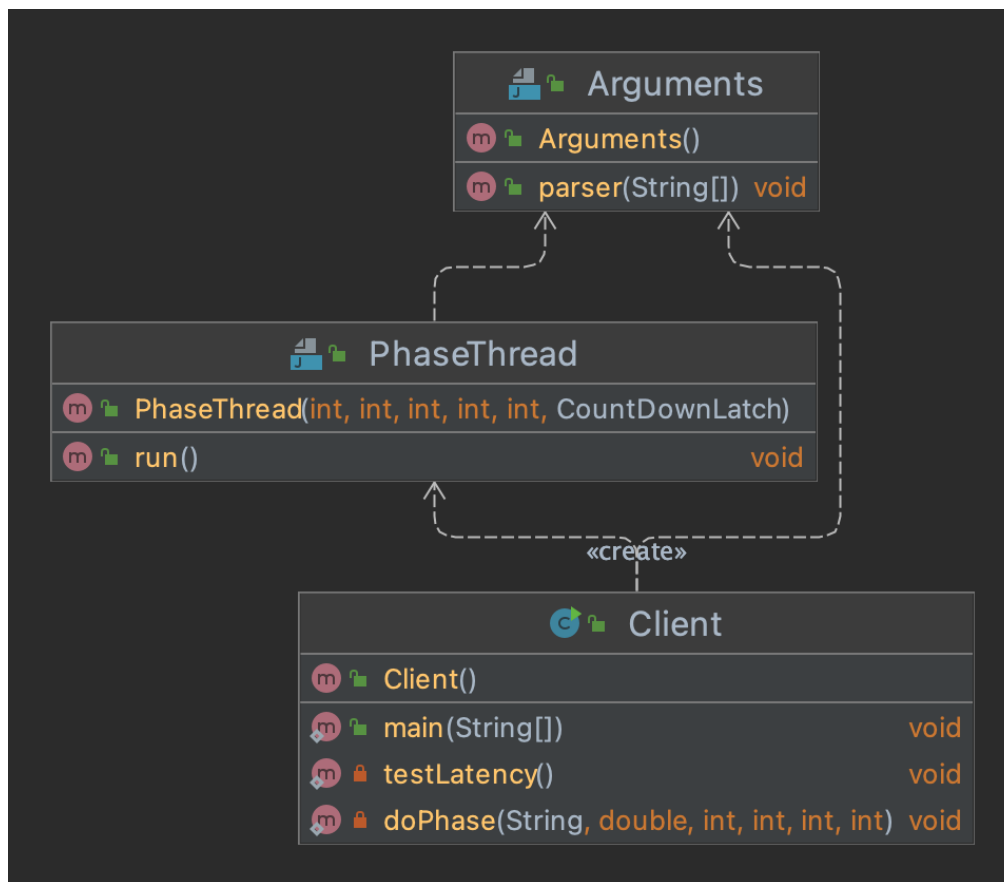 Arguments
Arguments()
parser(String[]) void
PhaseThread
PhaseThread(int, int, int, int, int, CountDownLatch)
run() void
«create»
Client
Client()
main(String[]) void
testLatency() void
doPhase(String, double, int, int, int, int) void